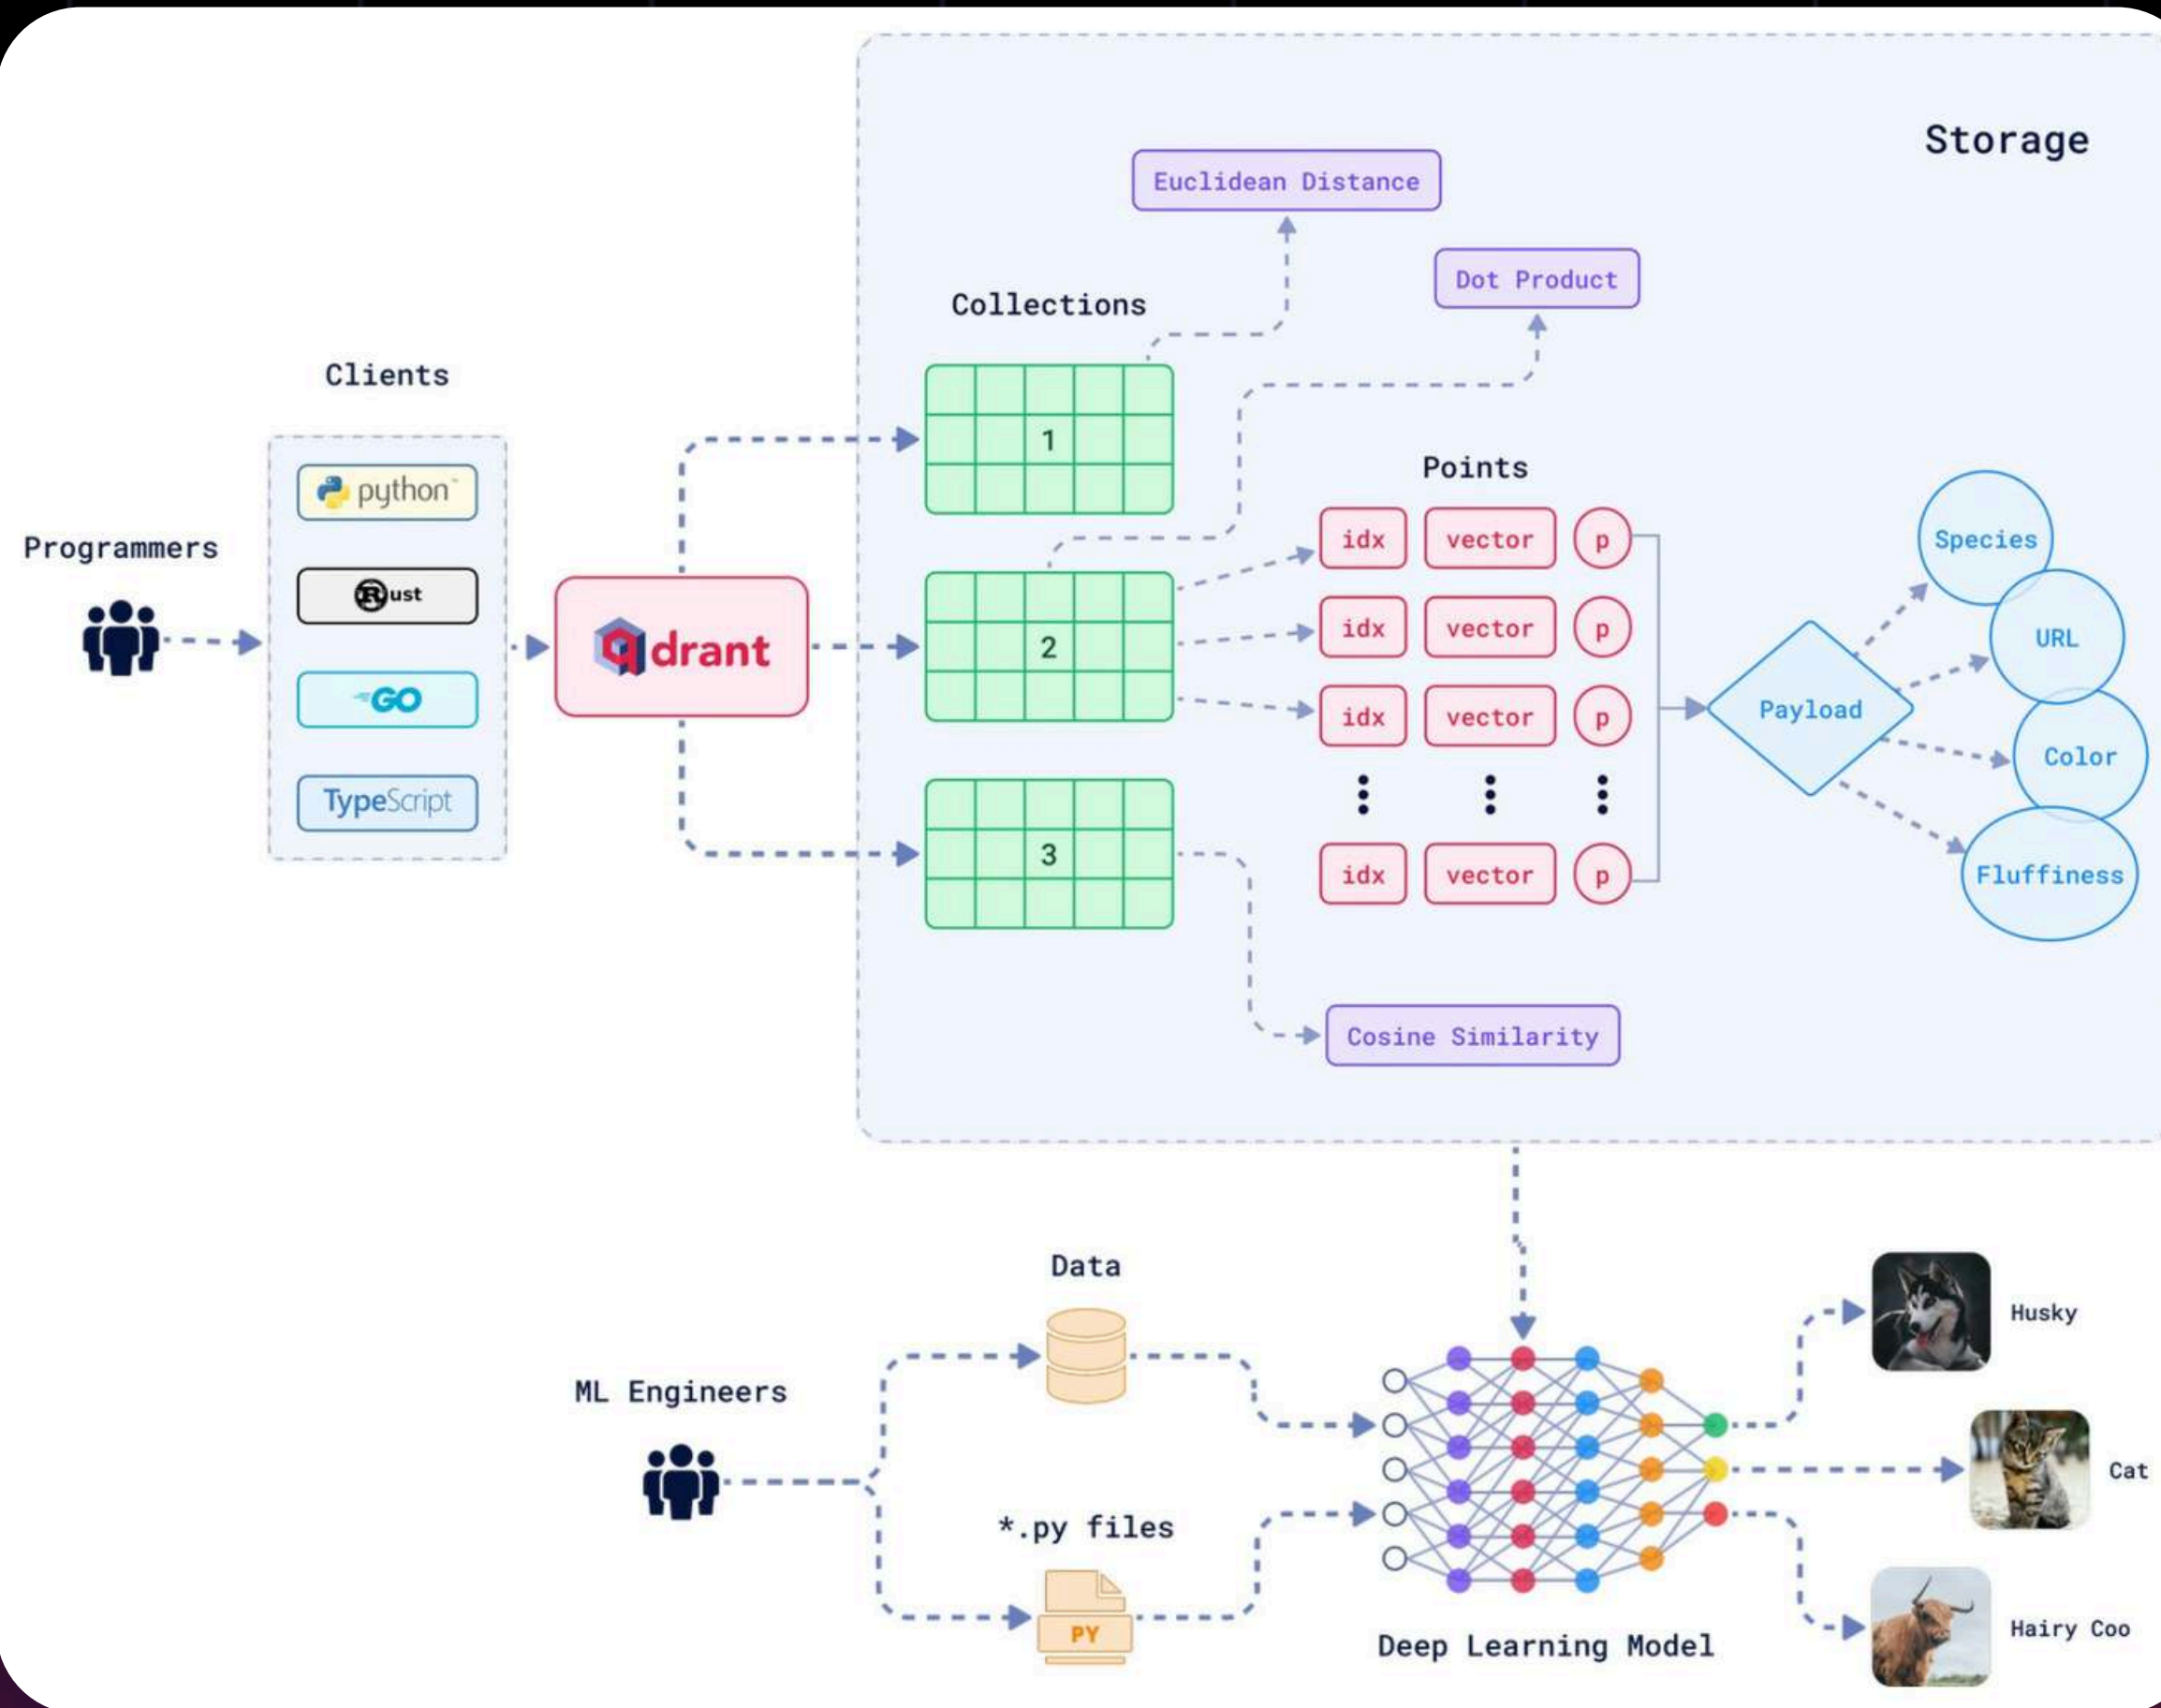 Storage
Euclidean Distance
Dot Product
Collections
Clients
1
Points
python™
idx vector p
Species
Programmers
Rust
2
idx vector p
URL
qdrant
GO
idx vector p
Payload
Color
TypeScript
3
idx vector p
Fluffiness
Cosine Similarity
Data
Husky
ML Engineers
Cat
*.py files
PY
Deep Learning Model
Hairy Coo